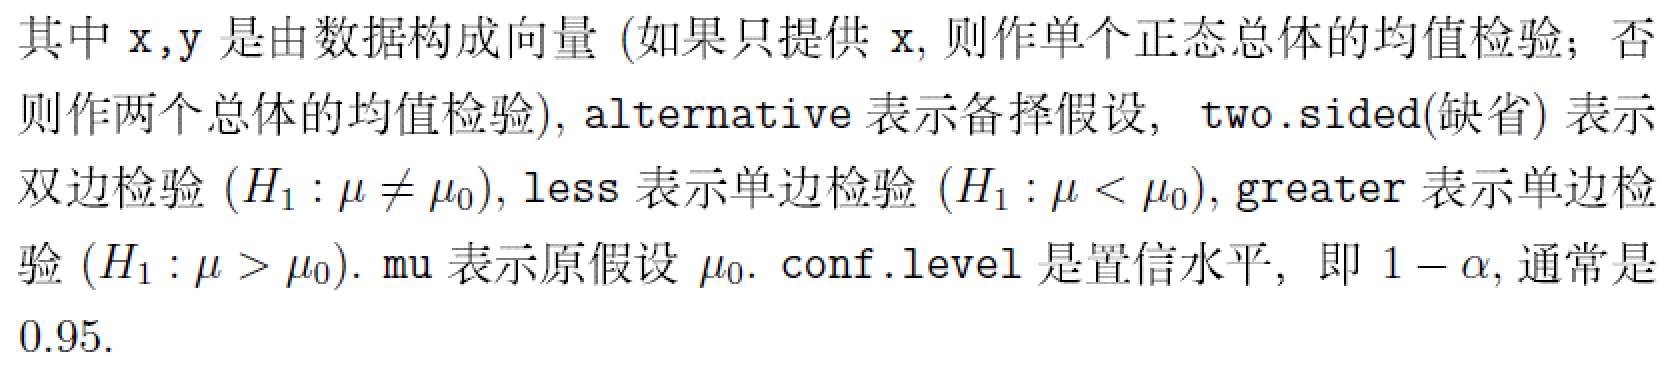 其中 x,y 是由数据构成向量 (如果只提供 x, 则作单个正态总体的均值检验; 否
则作两个总体的均值检验), alternative 表示备择假设, two.sided(缺省) 表示
双边检验 (H₁ : μ ≠ μ₀), less 表示单边检验 (H₁ : μ < μ₀), greater 表示单边检
验 (H₁ : μ > μ₀). mu 表示原假设 μ₀. conf.level 是置信水平, 即 1 − α, 通常是
0.95.